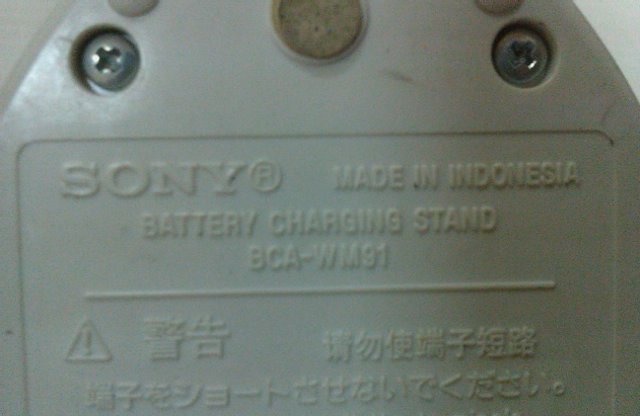 SONY® MADE IN INDONESIA
BATTERY CHARGING STAND
BCA-WM91
警告 请勿使端子短路
端子をショートさせないでください。